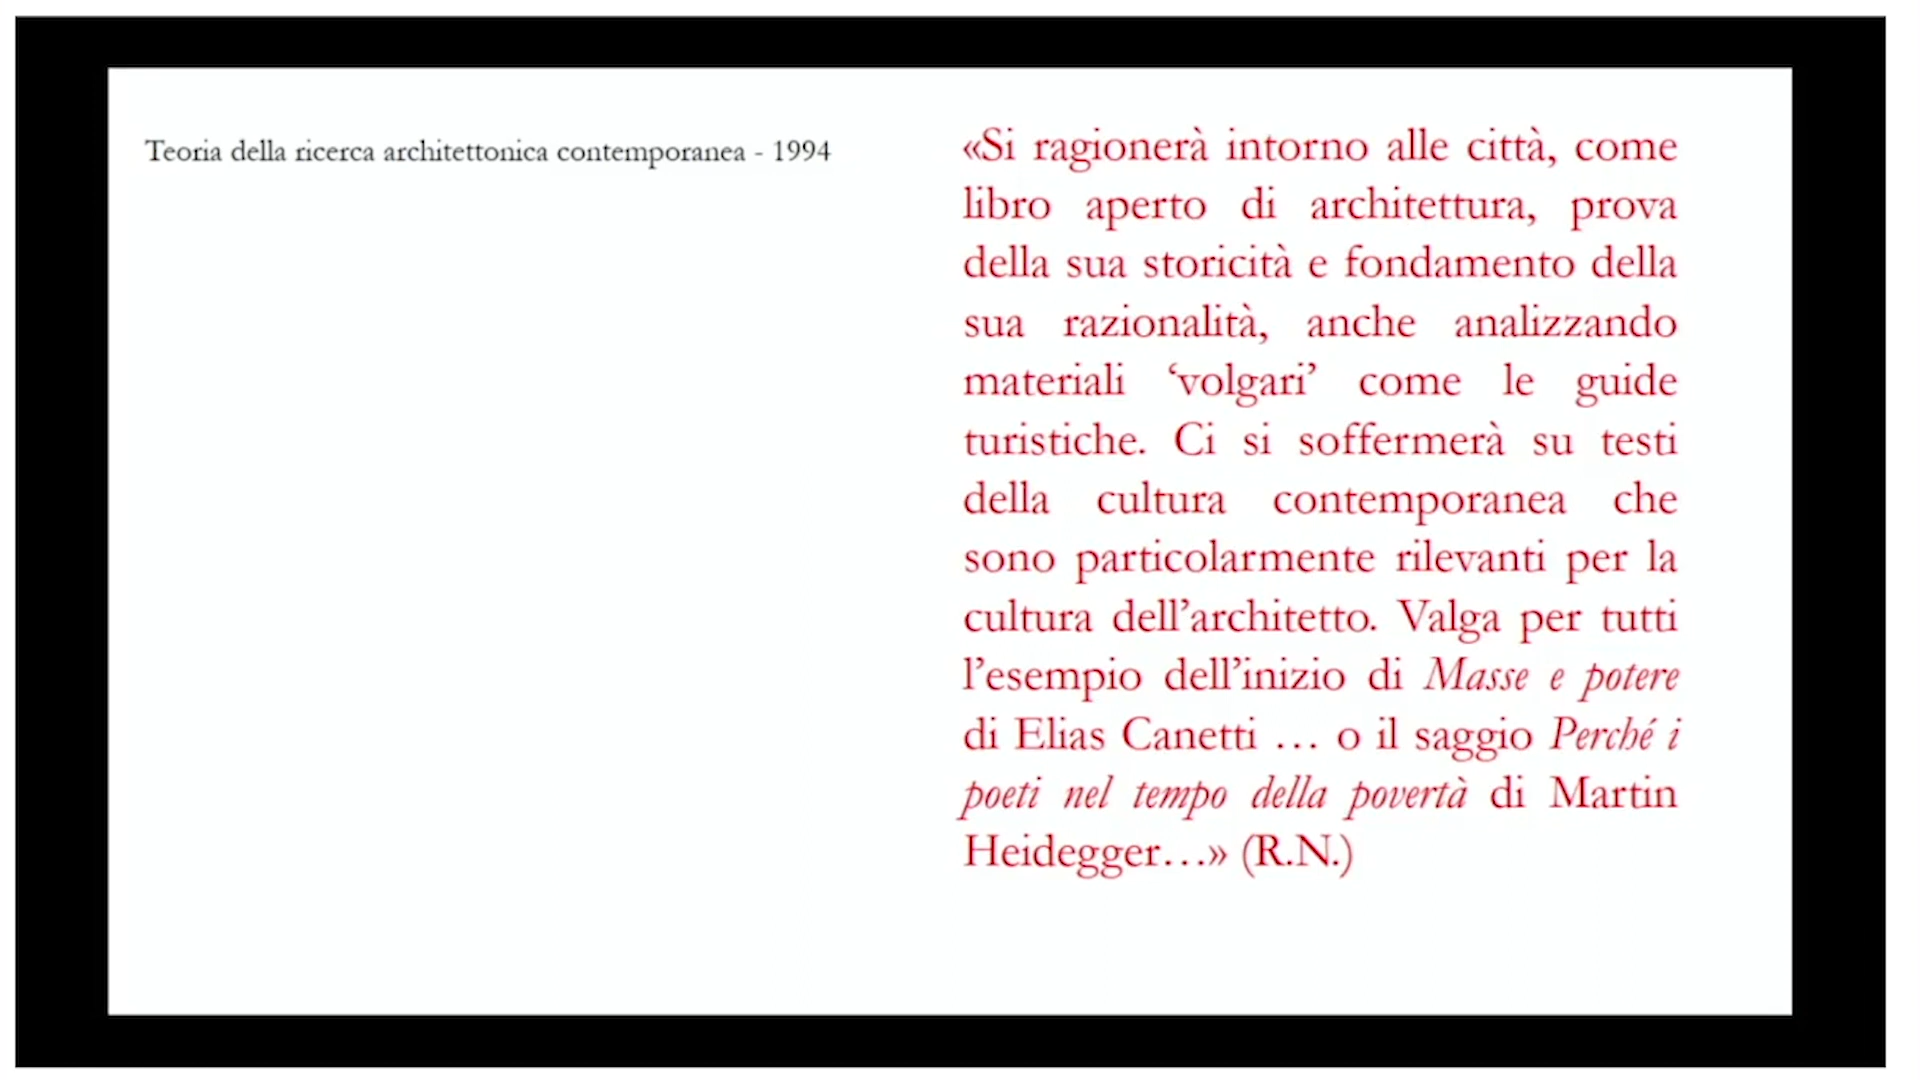 Teoria della ricerca architettonica contemporanea - 1994
«Si ragionerà intorno alle città, come
libro aperto di architettura, prova
della sua storicità e fondamento della
sua razionalità, anche analizzando
materiali ‘volgari’ come le guide
turistiche. Ci si soffermerà su testi
della cultura contemporanea che
sono particolarmente rilevanti per la
cultura dell’architetto. Valga per tutti
l’esempio dell’inizio di Masse e potere
di Elias Canetti … o il saggio Perché i
poeti nel tempo della povertà di Martin
Heidegger…» (R.N.)